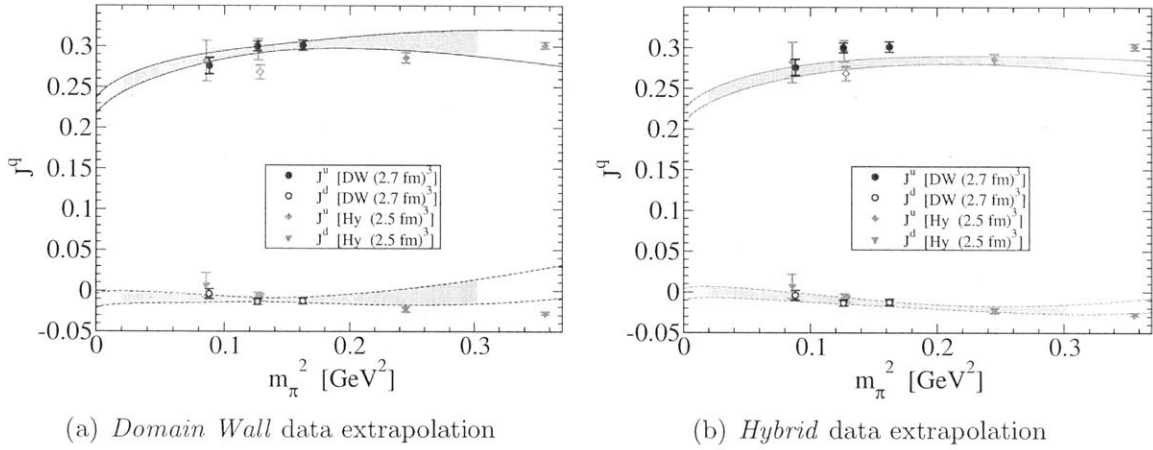 0.3
0.25
0.2
0.15
0.1
0.05
0
-0.05
J^q
J^u [DW (2.7 fm)^3]
J^d [DW (2.7 fm)^3]
J^u [Hy (2.5 fm)^3]
J^d [Hy (2.5 fm)^3]
0 0.1 0.2 0.3
m_π^2 [GeV^2]
(a) Domain Wall data extrapolation
0.3
0.25
0.2
0.15
0.1
0.05
0
-0.05
J^q
J^u [DW (2.7 fm)^3]
J^d [DW (2.7 fm)^3]
J^u [Hy (2.5 fm)^3]
J^d [Hy (2.5 fm)^3]
0 0.1 0.2 0.3
m_π^2 [GeV^2]
(b) Hybrid data extrapolation